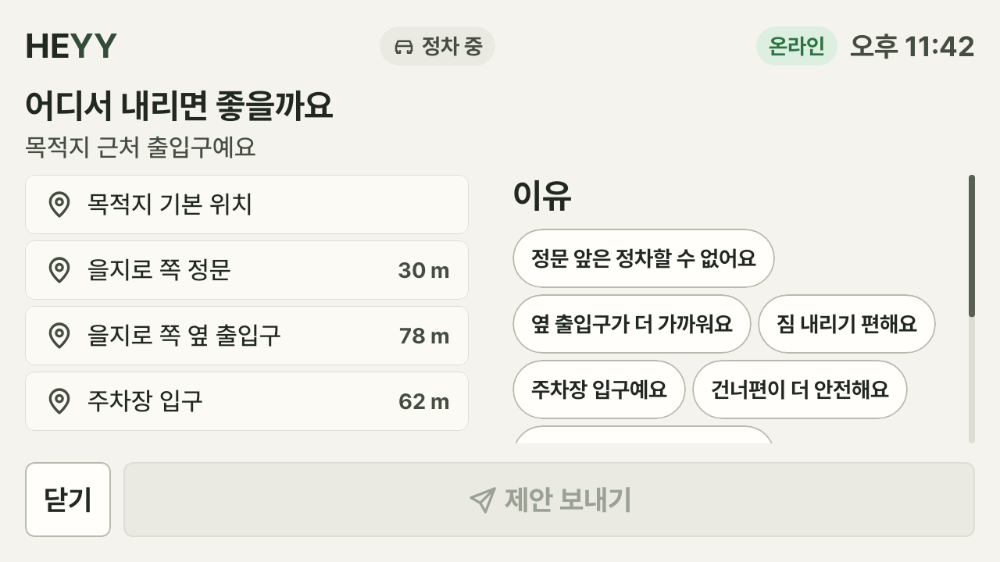 HEYY
정차 중
온라인
오후 11:42
어디서 내리면 좋을까요
목적지 근처 출입구예요
목적지 기본 위치
을지로 쪽 정문 30 m
을지로 쪽 옆 출입구 78 m
주차장 입구 62 m
이유
정문 앞은 정차할 수 없어요
옆 출입구가 더 가까워요
짐 내리기 편해요
주차장 입구예요
건너편이 더 안전해요
닫기
제안 보내기